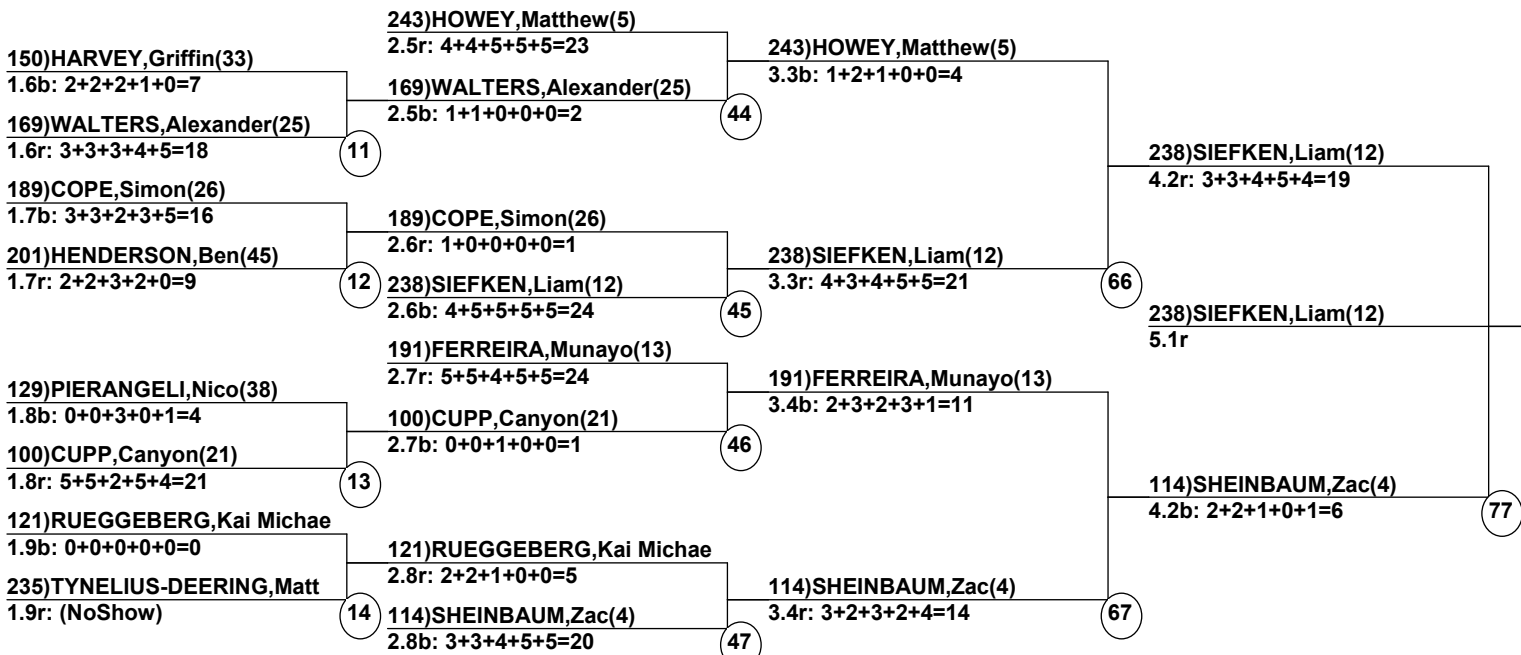 150)HARVEY,Griffin(33)
1.6b: 2+2+2+1+0=7
169)WALTERS,Alexander(25)
1.6r: 3+3+3+4+5=18
11
189)COPE,Simon(26)
1.7b: 3+3+2+3+5=16
201)HENDERSON,Ben(45)
1.7r: 2+2+3+2+0=9
12
129)PIERANGELI,Nico(38)
1.8b: 0+0+3+0+1=4
100)CUPP,Canyon(21)
1.8r: 5+5+2+5+4=21
13
121)RUEGGEBERG,Kai Michae
1.9b: 0+0+0+0+0=0
235)TYNELIUS-DEERING,Matt
1.9r: (NoShow)
14
243)HOWEY,Matthew(5)
2.5r: 4+4+5+5+5=23
169)WALTERS,Alexander(25)
2.5b: 1+1+0+0+0=2
44
189)COPE,Simon(26)
2.6r: 1+0+0+0+0=1
238)SIEFKEN,Liam(12)
2.6b: 4+5+5+5+5=24
45
191)FERREIRA,Munayo(13)
2.7r: 5+5+4+5+5=24
100)CUPP,Canyon(21)
2.7b: 0+0+1+0+0=1
46
121)RUEGGEBERG,Kai Michae
2.8r: 2+2+1+0+0=5
114)SHEINBAUM,Zac(4)
2.8b: 3+3+4+5+5=20
47
243)HOWEY,Matthew(5)
3.3b: 1+2+1+0+0=4
238)SIEFKEN,Liam(12)
3.3r: 4+3+4+5+5=21
66
191)FERREIRA,Munayo(13)
3.4b: 2+3+2+3+1=11
114)SHEINBAUM,Zac(4)
3.4r: 3+2+3+2+4=14
67
238)SIEFKEN,Liam(12)
4.2r: 3+3+4+5+4=19
238)SIEFKEN,Liam(12)
5.1r
114)SHEINBAUM,Zac(4)
4.2b: 2+2+1+0+1=6
77